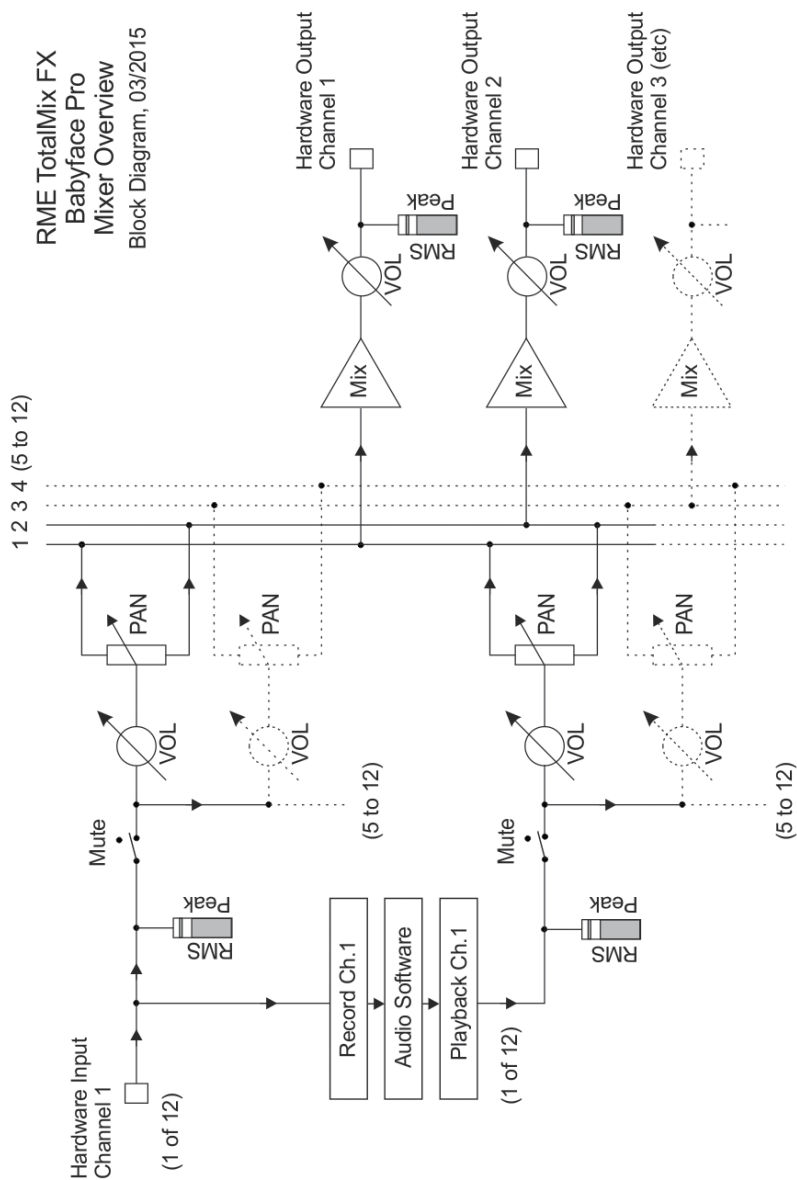 RME TotalMix FX
Babyface Pro
Mixer Overview
Block Diagram, 03/2015
Hardware Input
Channel 1
(1 of 12)
Peak
RMS
Mute
VOL
PAN
VOL
PAN
(5 to 12)
1 2 3 4 (5 to 12)
Mix
VOL
Peak
RMS
Hardware Output
Channel 1
Record Ch.1
Audio Software
Playback Ch.1
(1 of 12)
Peak
RMS
Mute
VOL
PAN
VOL
PAN
(5 to 12)
Mix
VOL
Peak
RMS
Hardware Output
Channel 2
Mix
VOL
Hardware Output
Channel 3 (etc)